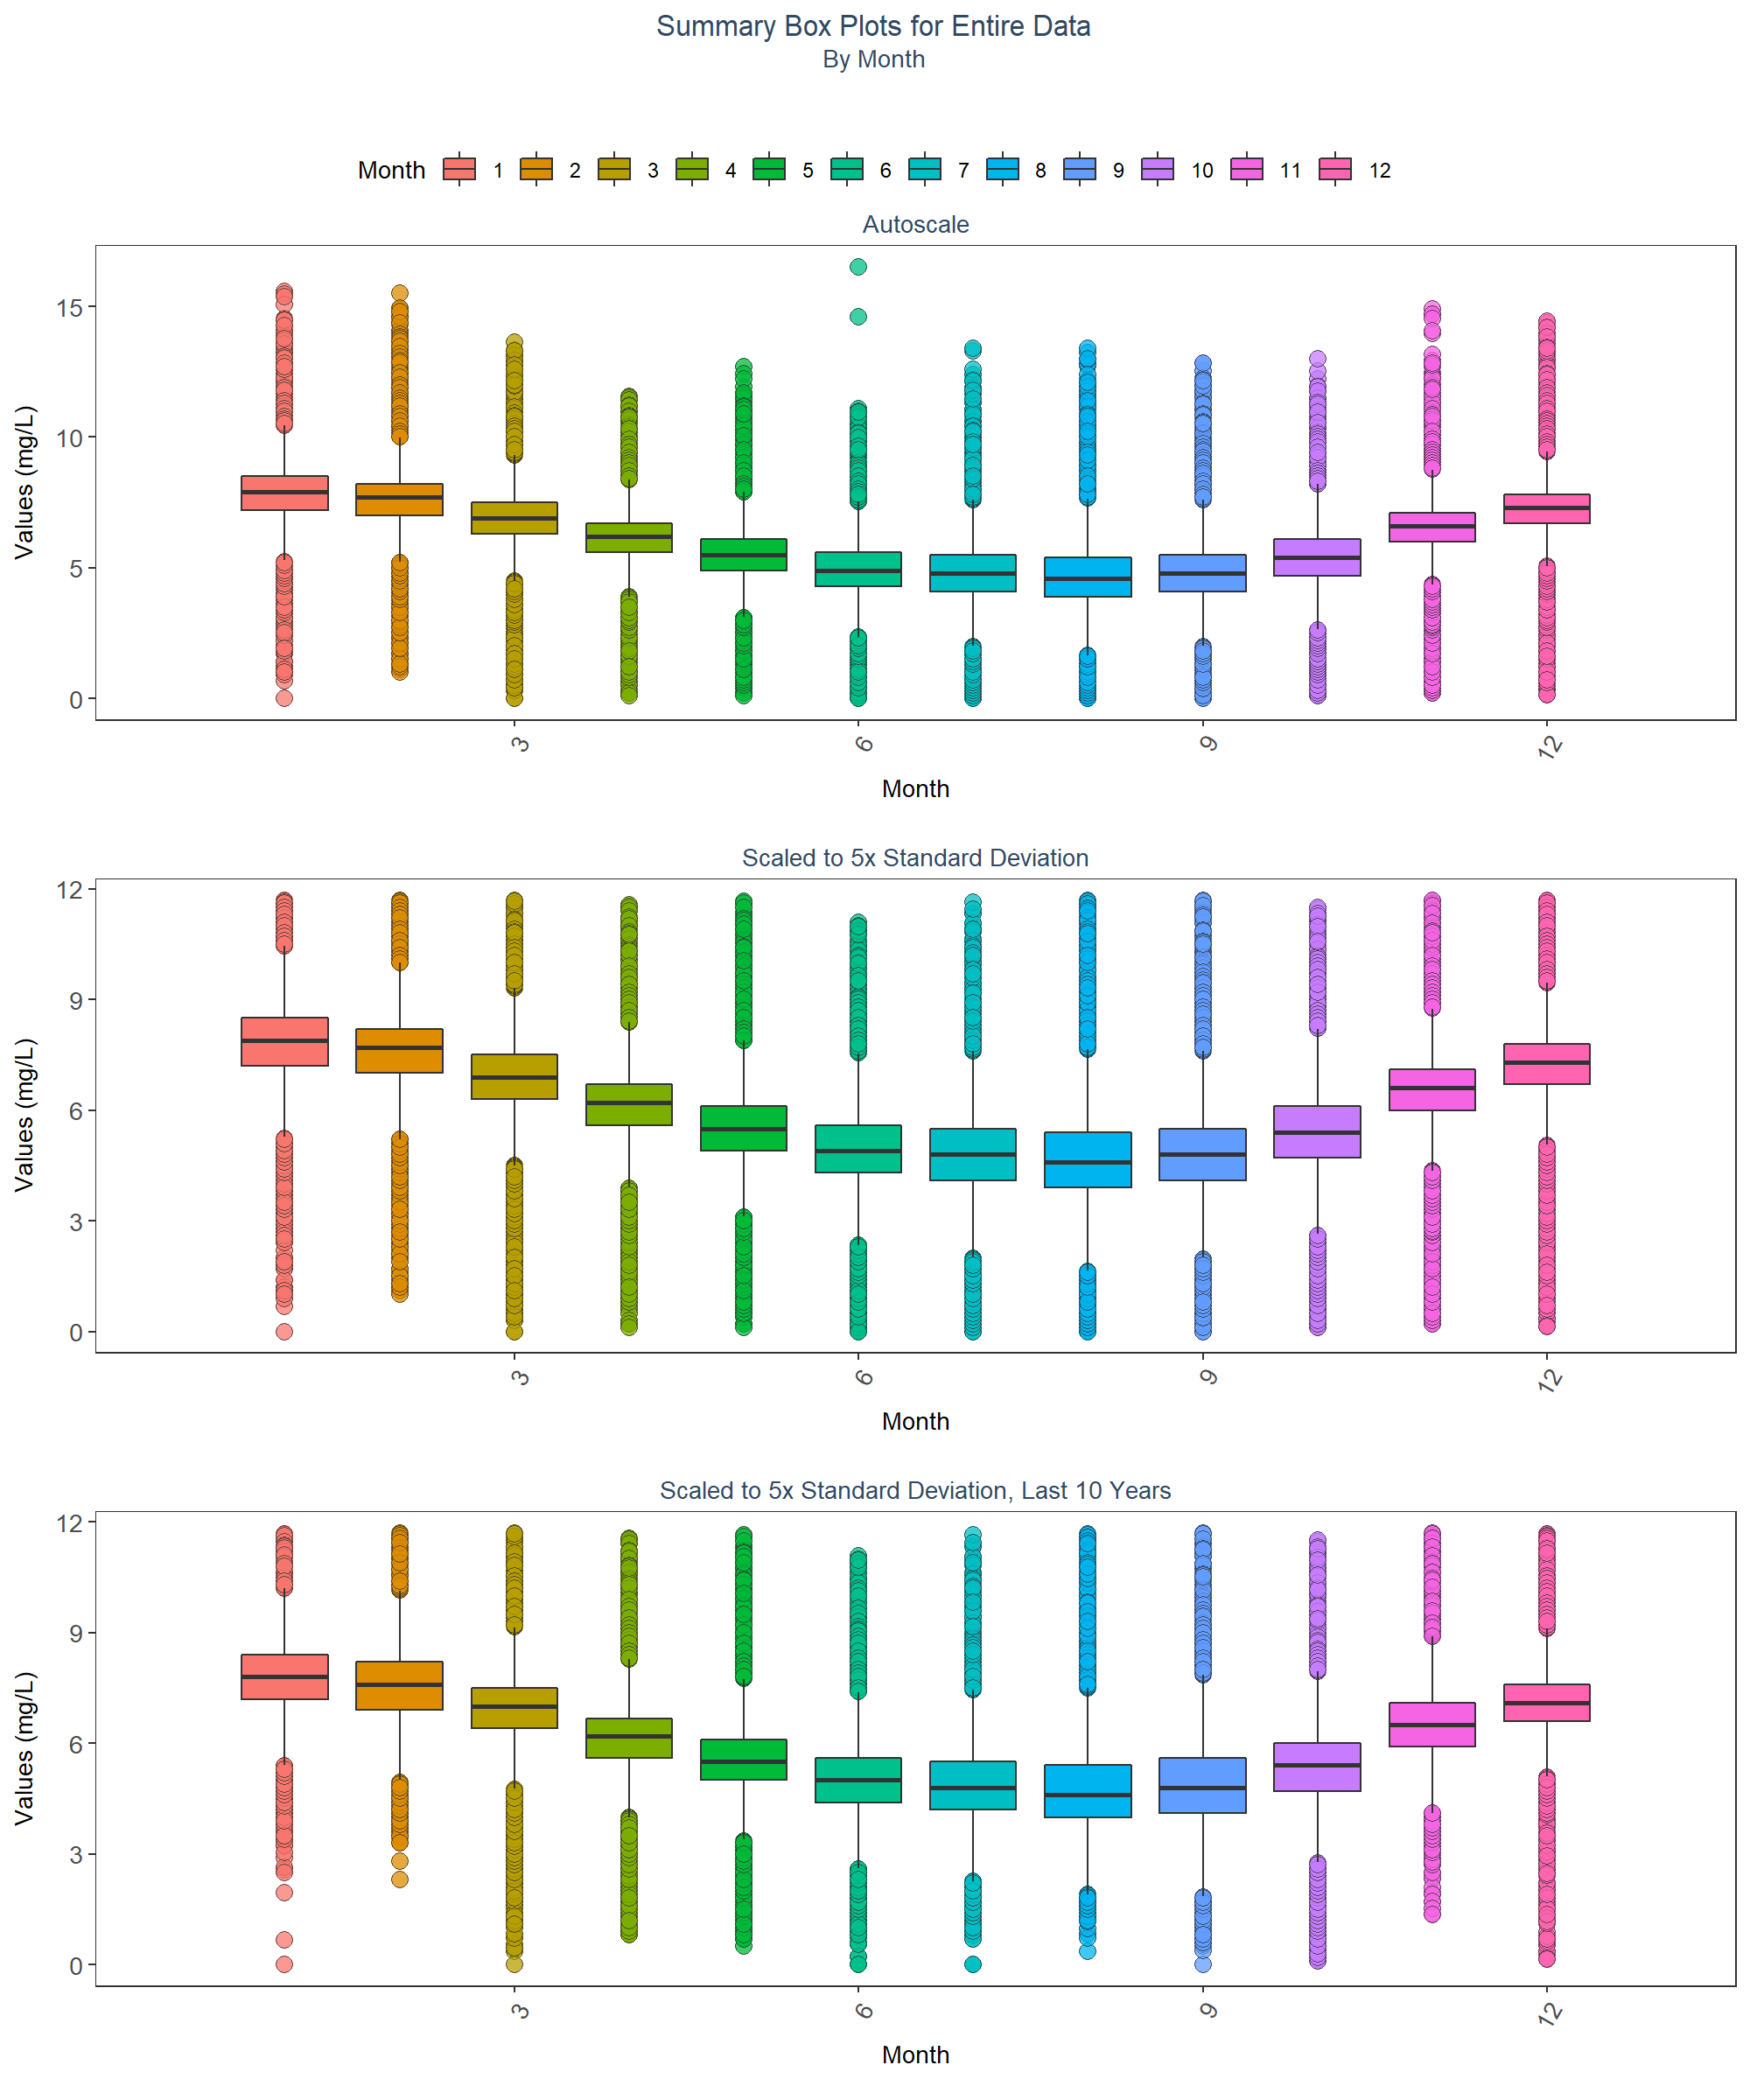 Summary Box Plots for Entire Data
By Month
Month 1 2 3 4 5 6 7 8 9 10 11 12
Autoscale
Values (mg/L)
15
10
5
0
3 6 9 12
Month
Scaled to 5x Standard Deviation
Values (mg/L)
12
9
6
3
0
3 6 9 12
Month
Scaled to 5x Standard Deviation, Last 10 Years
Values (mg/L)
12
9
6
3
0
3 6 9 12
Month